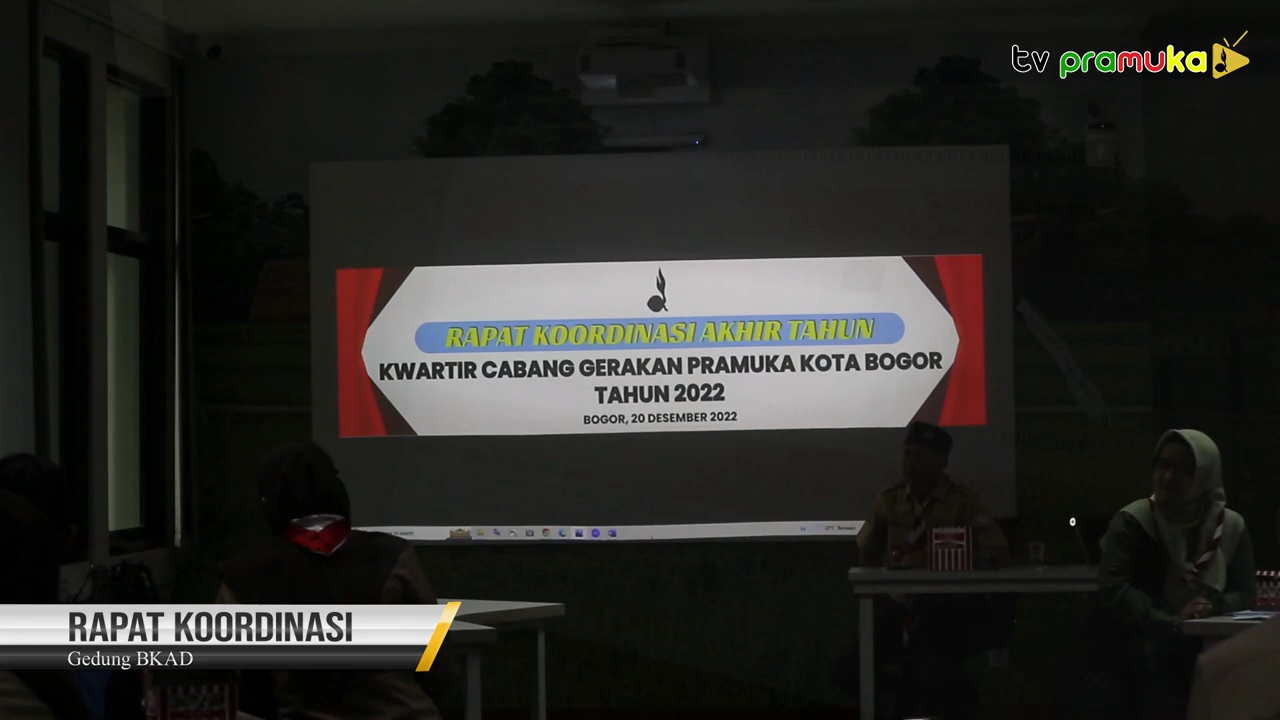 tv pramuka
RAPAT KOORDINASI AKHIR TAHUN
KWARTIR CABANG GERAKAN PRAMUKA KOTA BOGOR
TAHUN 2022
BOGOR, 20 DESEMBER 2022
RAPAT KOORDINASI
Gedung BKAD